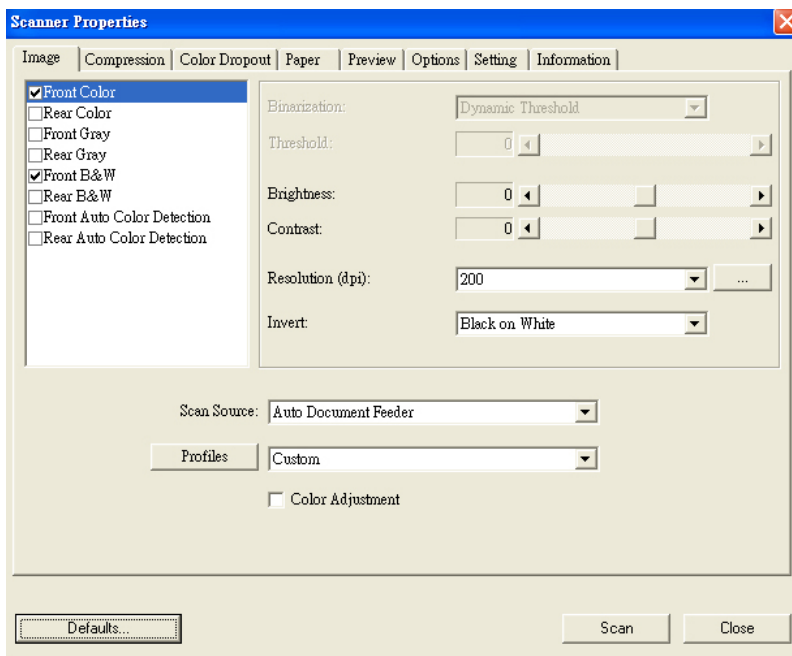 Scanner Properties
Image Compression Color Dropout Paper Preview Options Setting Information
Front Color
Rear Color
Front Gray
Rear Gray
Front B&W
Rear B&W
Front Auto Color Detection
Rear Auto Color Detection
Binarization: Dynamic Threshold
Threshold: 0
Brightness: 0
Contrast: 0
Resolution (dpi): 200 ...
Invert: Black on White
Scan Source: Auto Document Feeder
Profiles Custom
Color Adjustment
Defaults... Scan Close